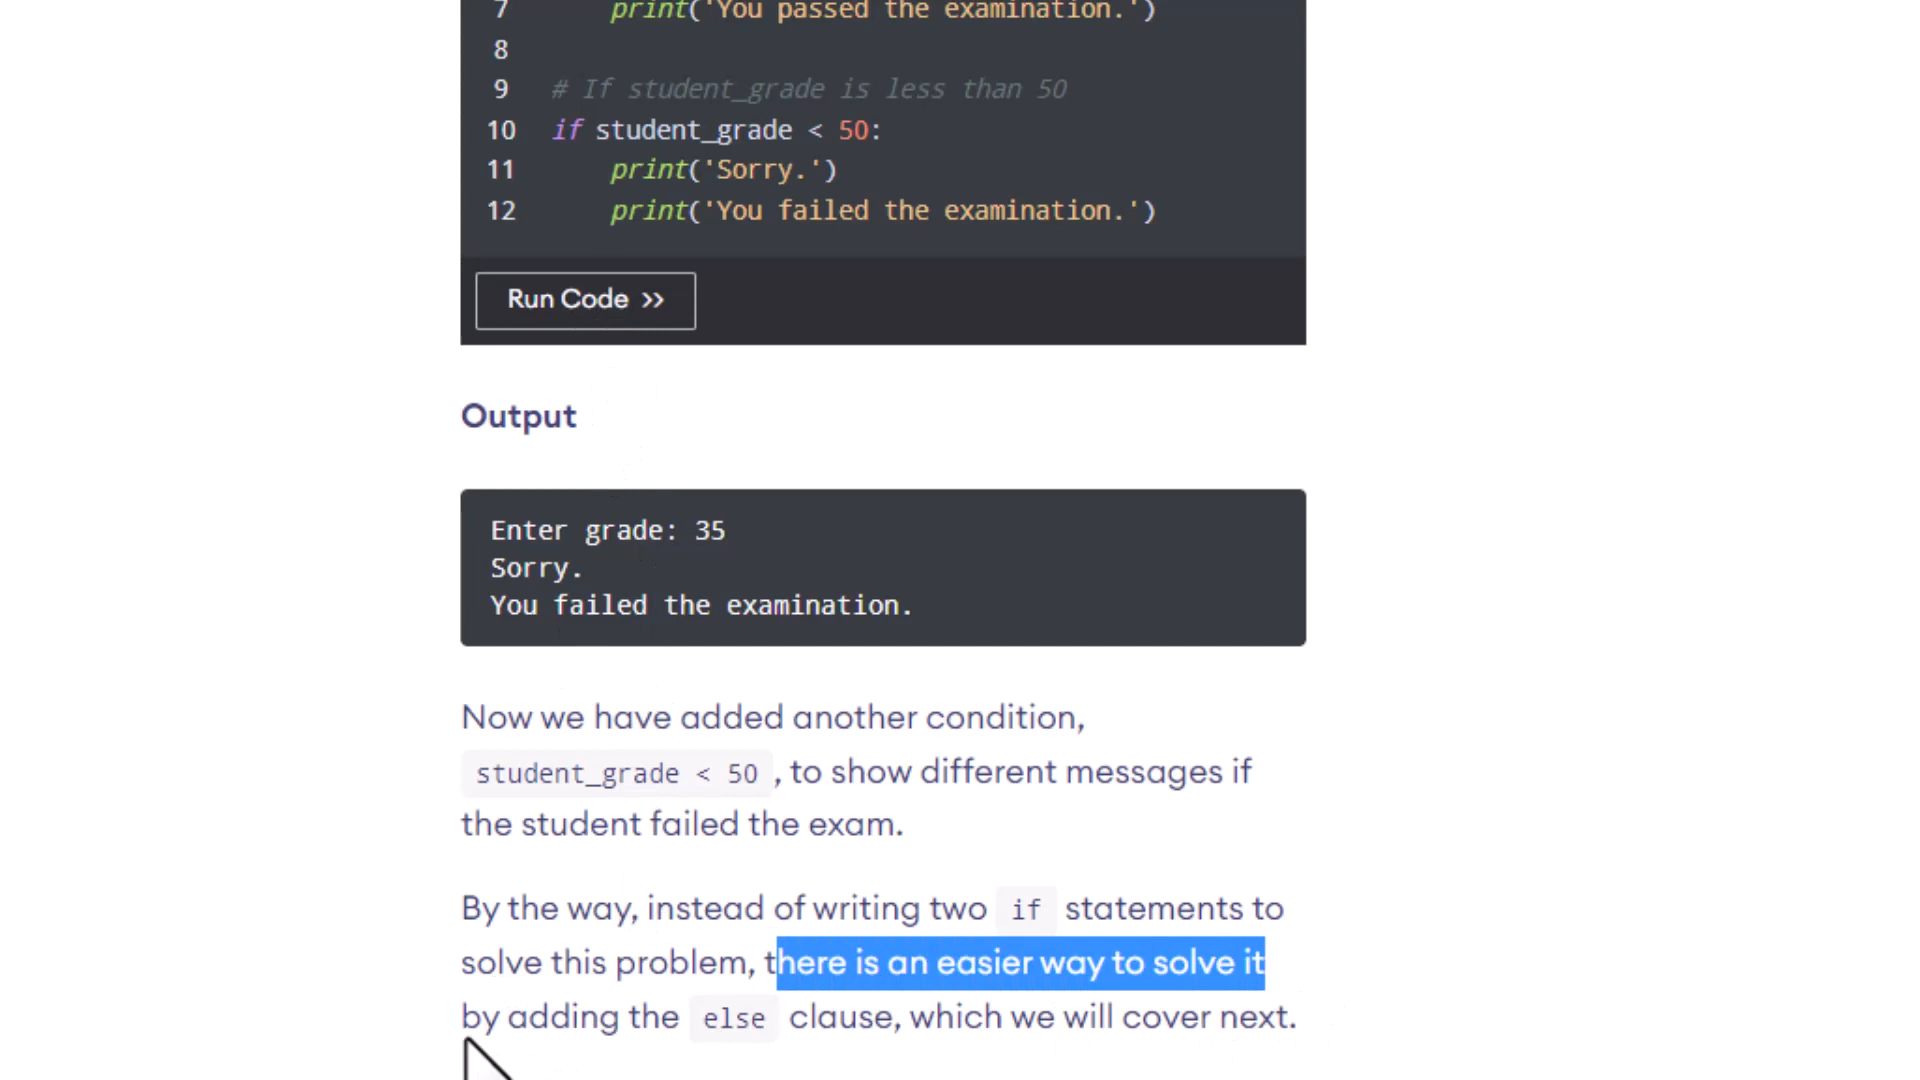 7 print('You passed the examination.')
8
9 # If student_grade is less than 50
10 if student_grade < 50:
11 print('Sorry.')
12 print('You failed the examination.')
Run Code >>
Output
Enter grade: 35
Sorry.
You failed the examination.
Now we have added another condition,
student_grade < 50 , to show different messages if
the student failed the exam.
By the way, instead of writing two if statements to
solve this problem, there is an easier way to solve it
by adding the else clause, which we will cover next.